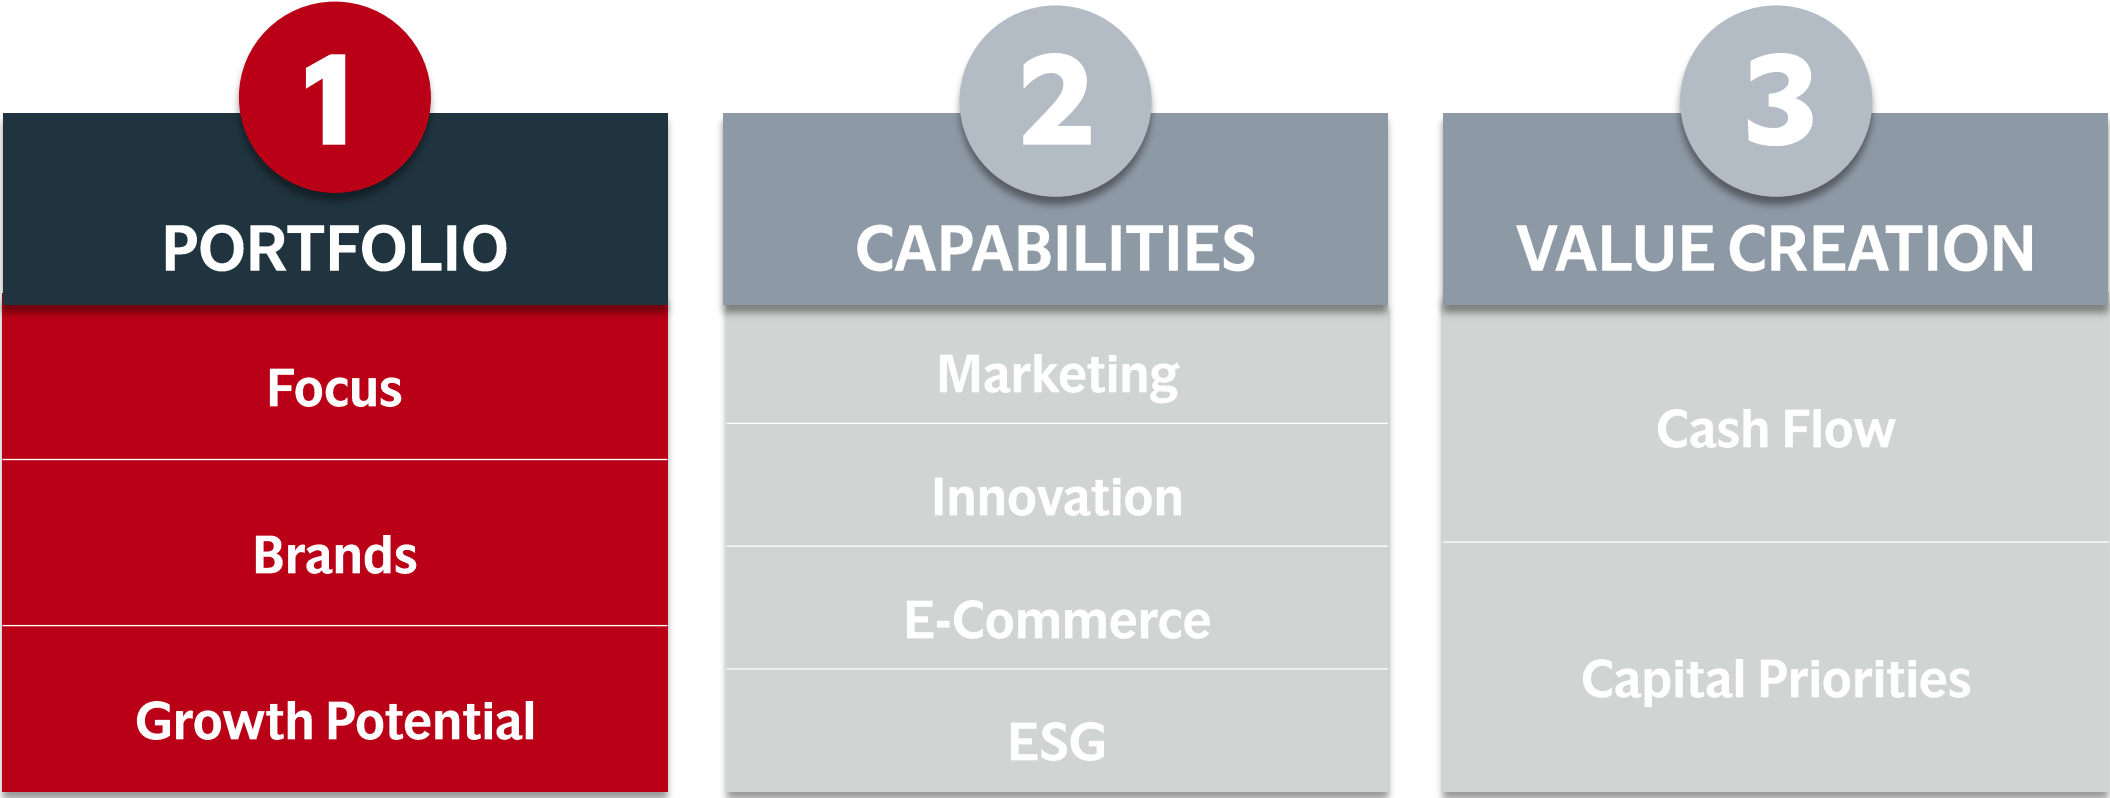 1
PORTFOLIO
Focus
Brands
Growth Potential
2
CAPABILITIES
Marketing
Innovation
E-Commerce
ESG
3
VALUE CREATION
Cash Flow
Capital Priorities